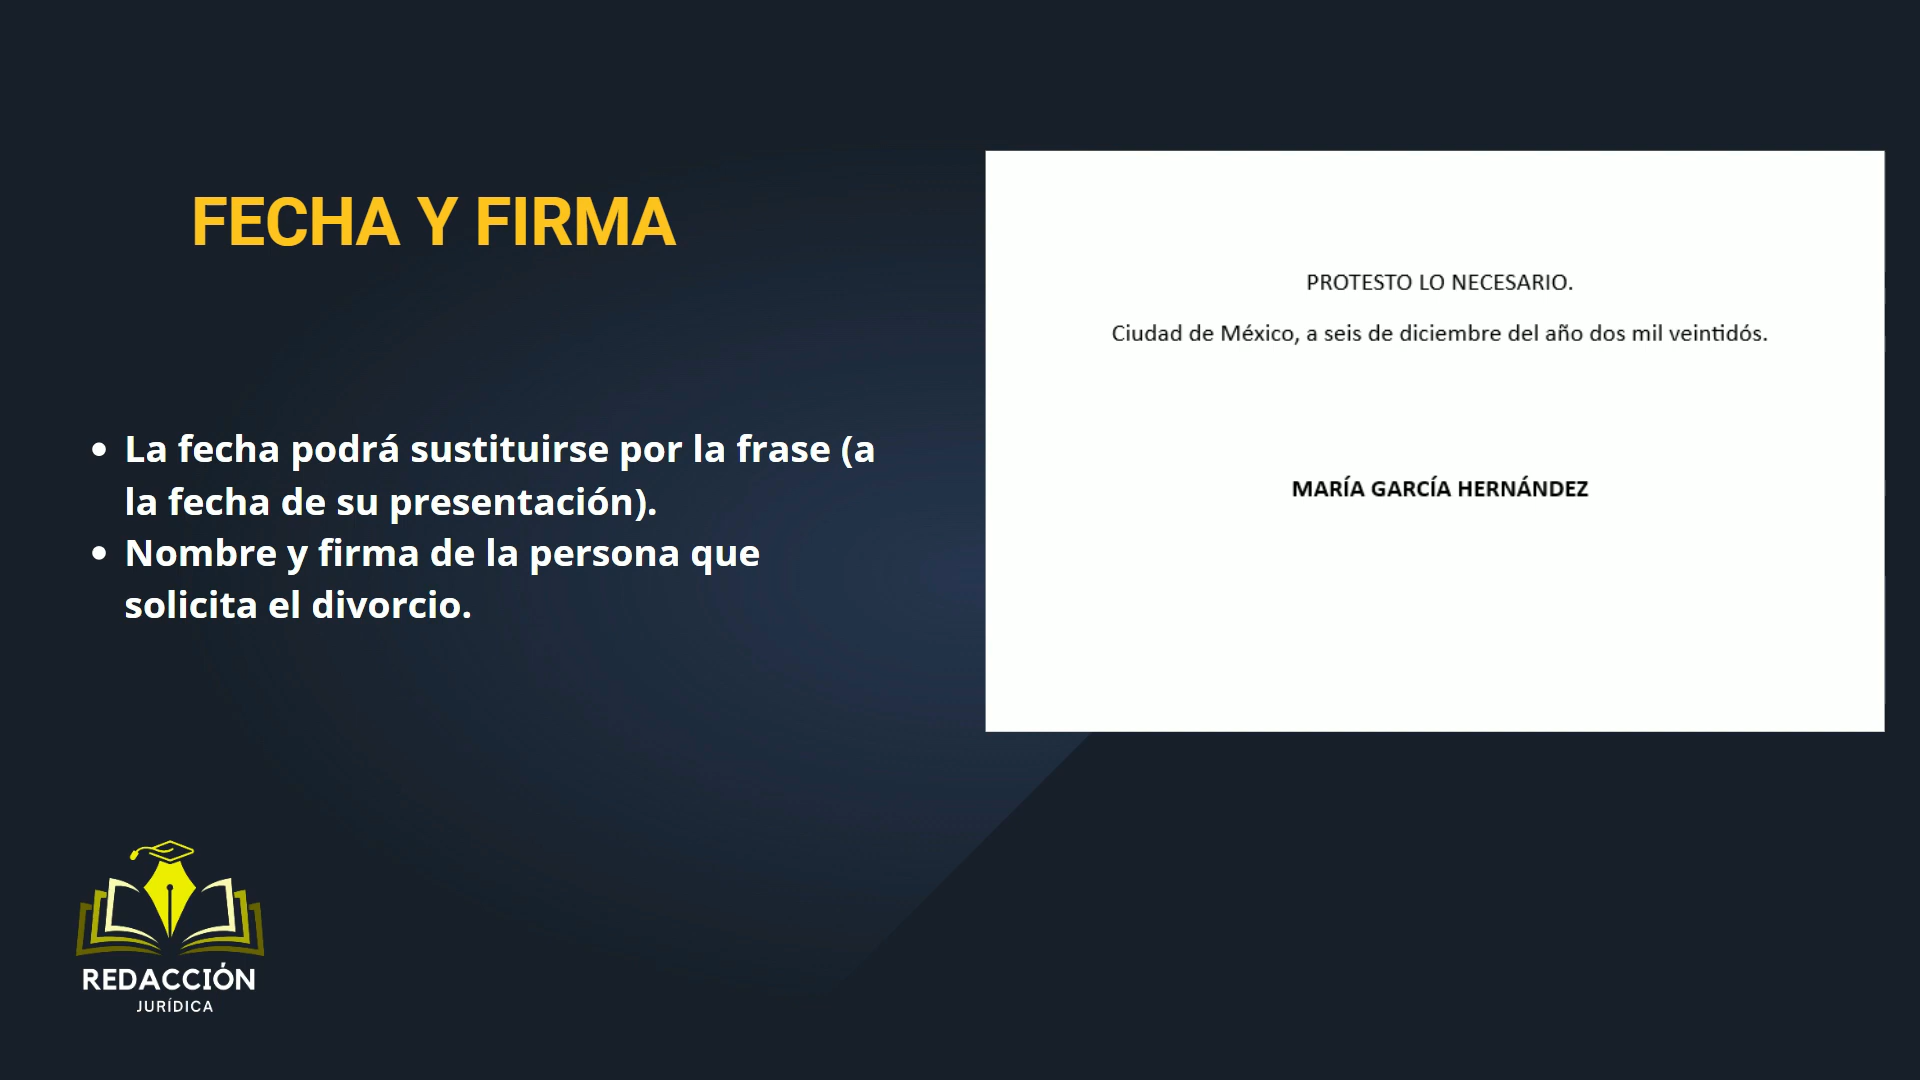 FECHA Y FIRMA
• La fecha podrá sustituirse por la frase (a
la fecha de su presentación).
• Nombre y firma de la persona que
solicita el divorcio.
PROTESTO LO NECESARIO.
Ciudad de México, a seis de diciembre del año dos mil veintidós.
MARÍA GARCÍA HERNÁNDEZ
REDACCIÓN
JURÍDICA